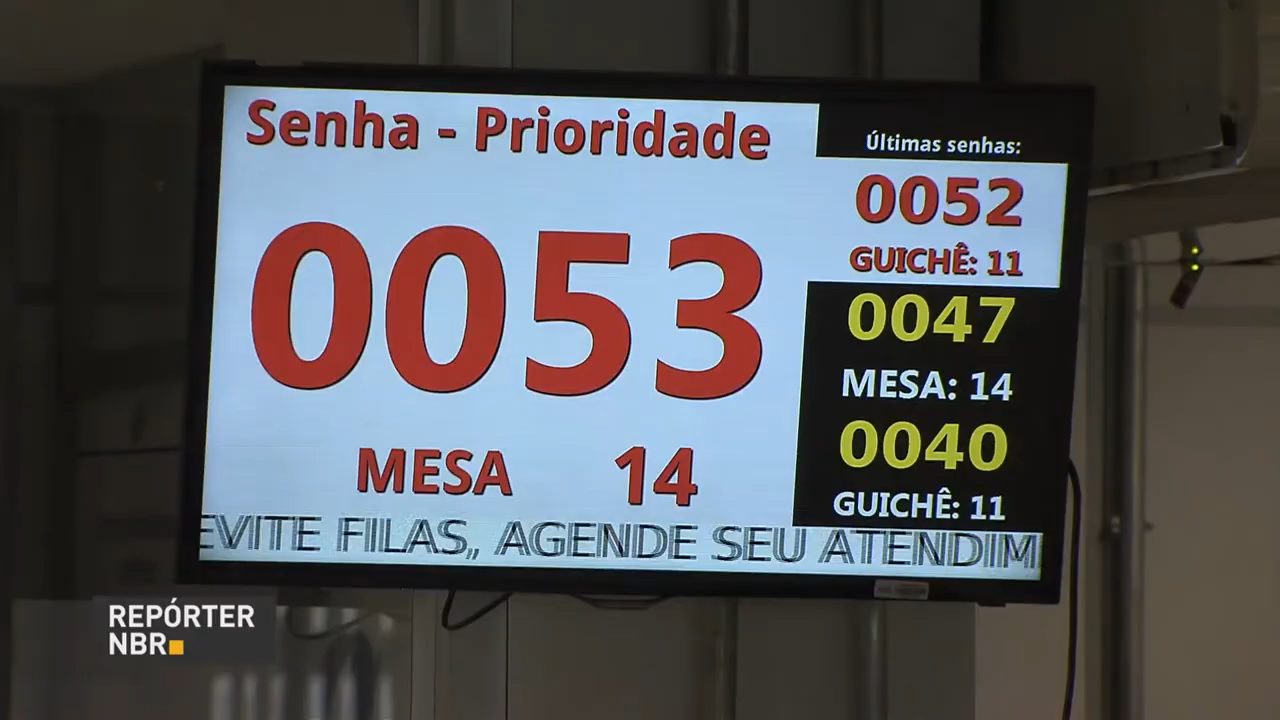 Senha - Prioridade
0053
MESA 14
Últimas senhas:
0052
GUICHÊ: 11
0047
MESA: 14
0040
GUICHÊ: 11
EVITE FILAS,, AGENDE SEU ATENDIM
REPÓRTER
NBR